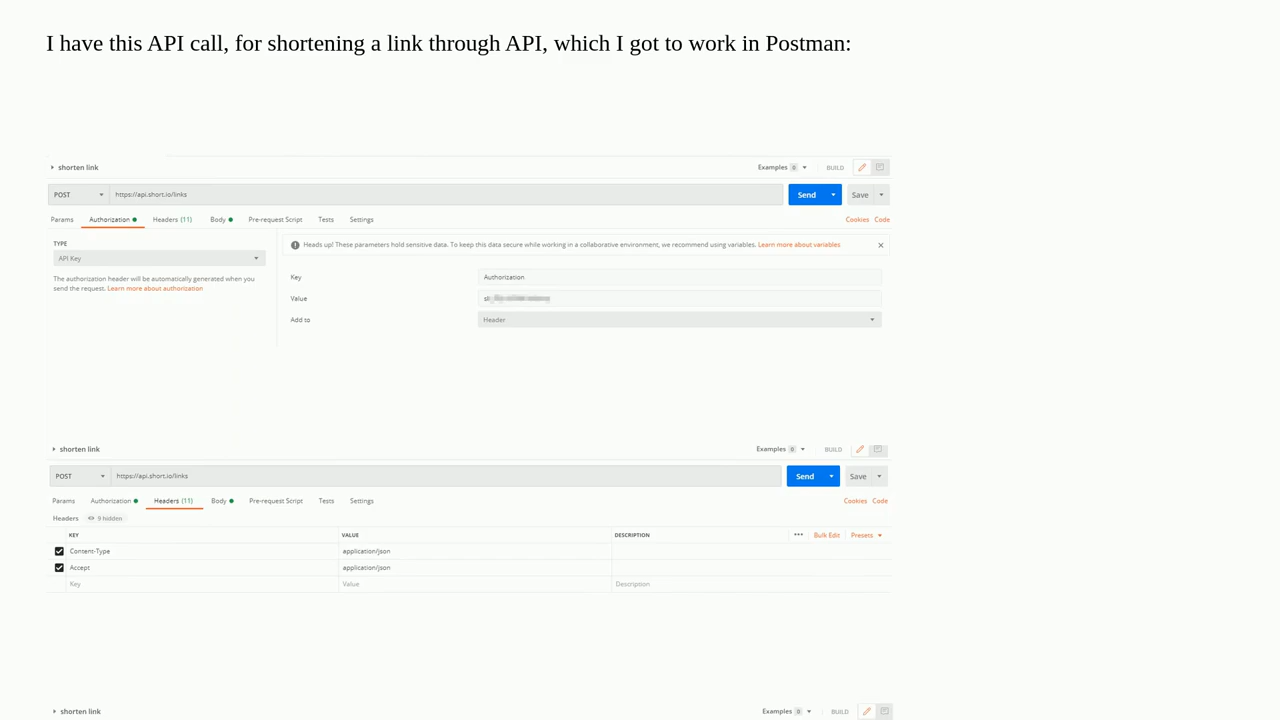 I have this API call, for shortening a link through API, which I got to work in Postman:
shorten link Examples 0 BUILD
POST https://api.short.io/links Send Save
Params Authorization Headers (11) Body Pre-request Script Tests Settings Cookies Code
TYPE
API Key
The authorization header will be automatically generated when you
send the request. Learn more about authorization
Heads up! These parameters hold sensitive data. To keep this data secure while working in a collaborative environment, we recommend using variables. Learn more about variables
Key Authorization
Value
Add to Header
shorten link Examples 0 BUILD
POST https://api.short.io/links Send Save
Params Authorization Headers (11) Body Pre-request Script Tests Settings Cookies Code
Headers 9 hidden
KEY VALUE DESCRIPTION ••• Bulk Edit Presets
Content-Type application/json
Accept application/json
Key Value Description
shorten link Examples 0 BUILD